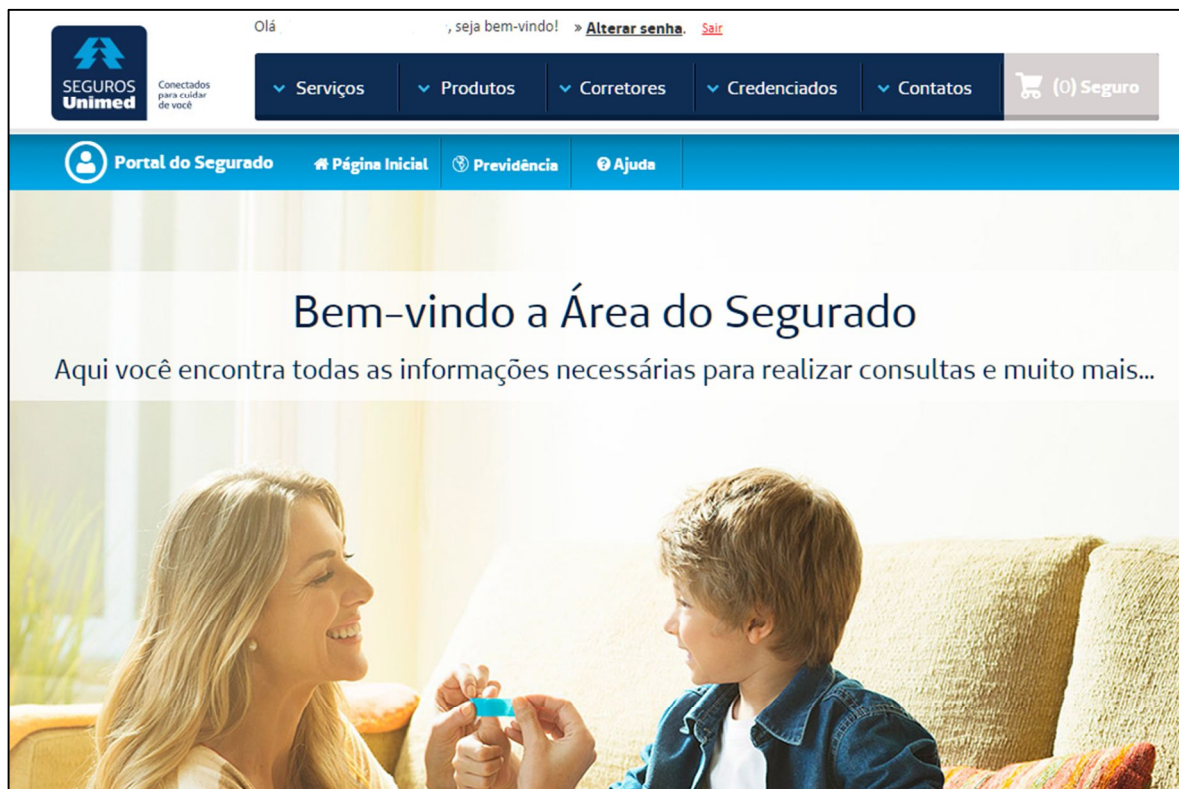 Olá , seja bem-vindo! » Alterar senha. Sair
SEGUROS
Unimed
Conectados
para cuidar
de você
Serviços Produtos Corretores Credenciados Contatos (0) Seguro
Portal do Segurado Página Inicial Previdência Ajuda
Bem-vindo a Área do Segurado
Aqui você encontra todas as informações necessárias para realizar consultas e muito mais...